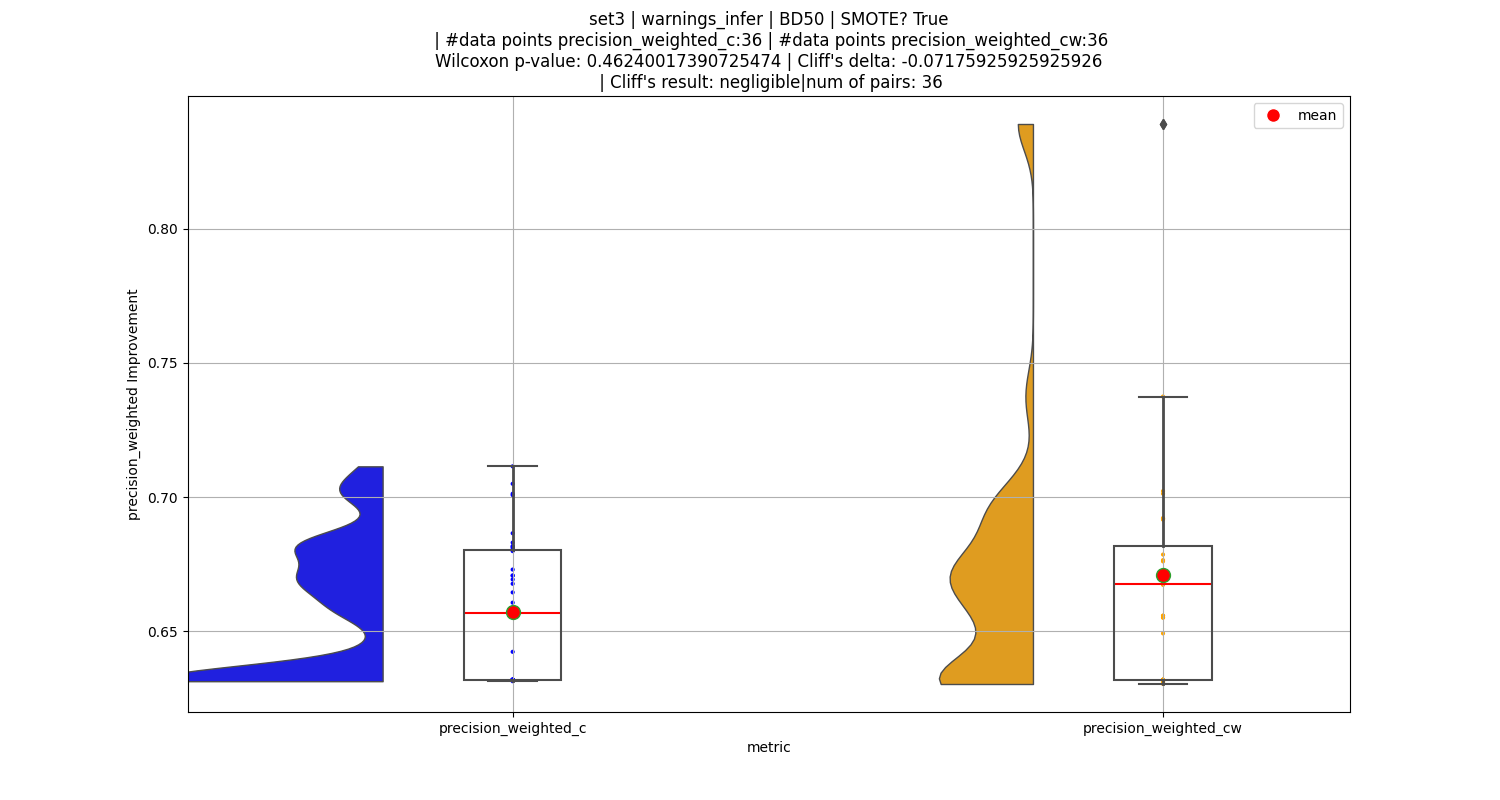 set3 | warnings_infer | BD50 | SMOTE? True
| #data points precision_weighted_c:36 | #data points precision_weighted_cw:36
Wilcoxon p-value: 0.46240017390725474 | Cliff's delta: -0.07175925925925926
| Cliff's result: negligible|num of pairs: 36
mean
0.80
0.75
0.70
0.65
precision_weighted Improvement
precision_weighted_c
precision_weighted_cw
metric